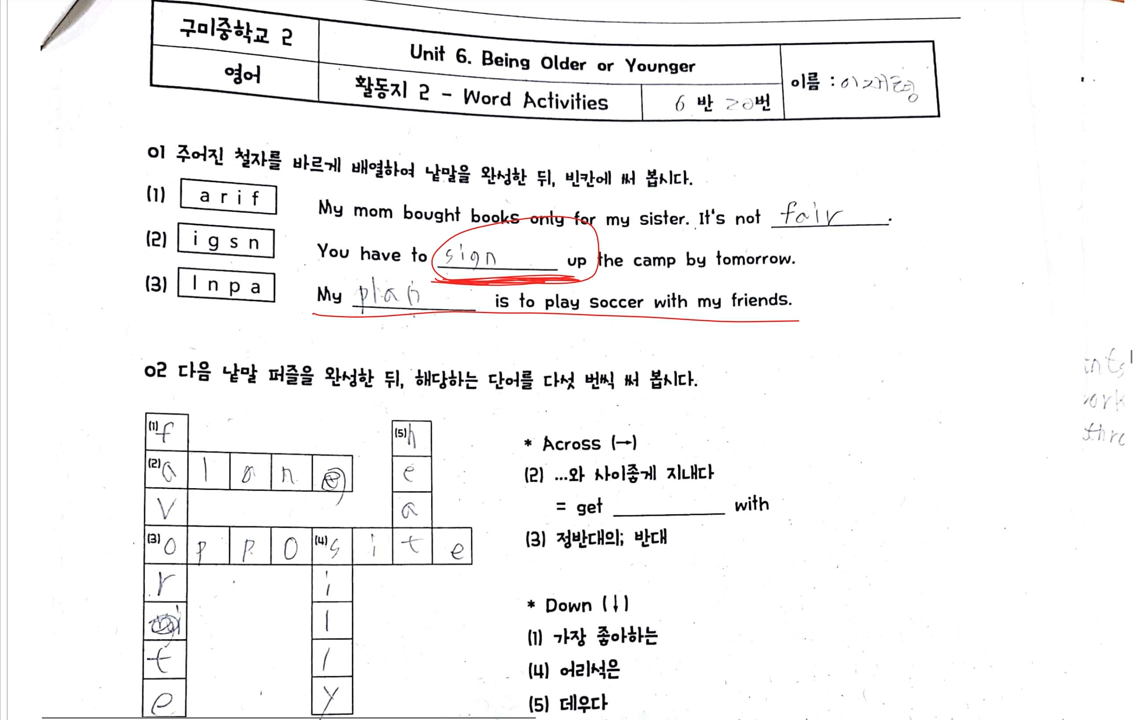 구미중학교 2
Unit 6. Being Older or Younger
영어
활동지 2 - Word Activities
6 반 20번
이름 :
01 주어진 철자를 바르게 배열하여 낱말을 완성한 뒤, 빈칸에 써 봅시다.
(1) a r i f My mom bought books only for my sister. It's not fair.
(2) i g s n You have to sign up the camp by tomorrow.
(3) l n p a My plan is to play soccer with my friends.
02 다음 낱말 퍼즐을 완성한 뒤, 해당하는 단어를 다섯 번씩 써 봅시다.
(1) f (5) h
(2) a l o n e
a
v
(3) o p p o (4) s i t e
r i
i l
t l
e y
* Across (→)
(2) ...와 사이좋게 지내다
= get ________ with
(3) 정반대의; 반대
* Down (↓)
(1) 가장 좋아하는
(4) 어리석은
(5) 데우다
ork
thre